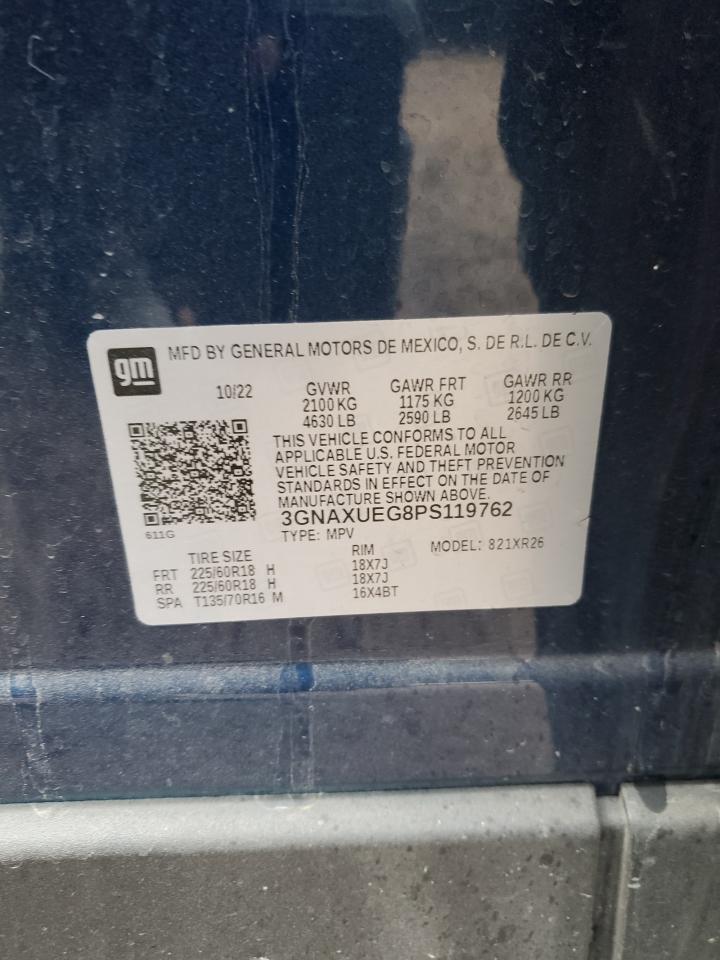 gm MFD BY GENERAL MOTORS DE MEXICO, S. DE R.L. DE C.V.
10/22 GVWR GAWR FRT GAWR RR
2100 KG 1175 KG 1200 KG
4630 LB 2590 LB 2645 LB
THIS VEHICLE CONFORMS TO ALL
APPLICABLE U.S. FEDERAL MOTOR
VEHICLE SAFETY AND THEFT PREVENTION
STANDARDS IN EFFECT ON THE DATE OF
MANUFACTURE SHOWN ABOVE.
3GNAXUEG8PS119762
611G TYPE: MPV MODEL: 821XR26
TIRE SIZE RIM
FRT 225/60R18 H 18X7J
RR 225/60R18 H 18X7J
SPA T135/70R16 M 16X4BT